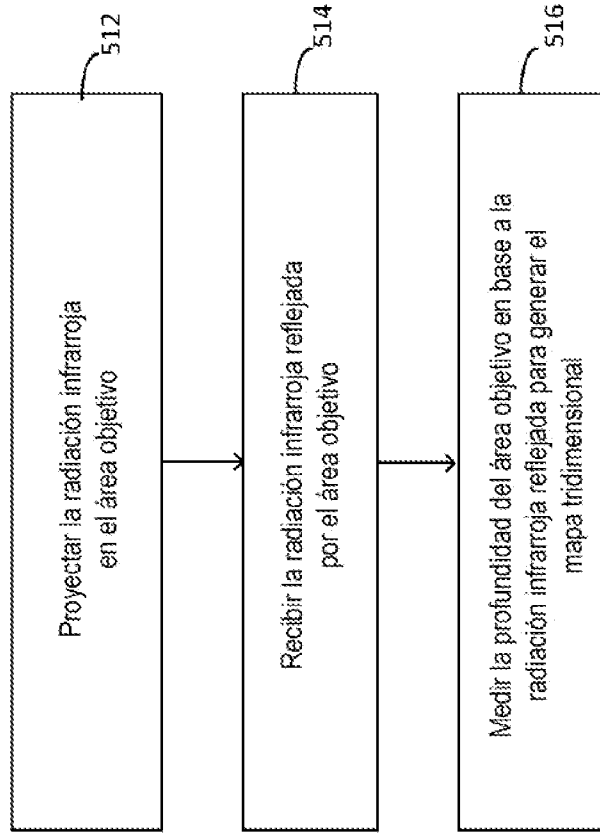 512
Proyectar la radiación infrarroja
en el área objetivo
514
Recibir la radiación infrarroja reflejada
por el área objetivo
516
Medir la profundidad del área objetivo en base a la
radiación infrarroja reflejada para generar el
mapa tridimensional